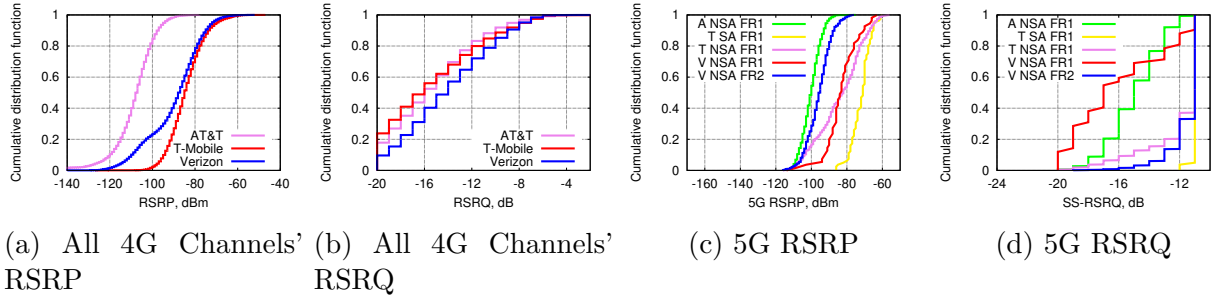 Cumulative distribution function
1
0.8
0.6
0.4
0.2
0
-140
-120
-100
-80
-60
-40
RSRP, dBm
AT&T
T-Mobile
Verizon
(a) All 4G Channels'
RSRP
Cumulative distribution function
1
0.8
0.6
0.4
0.2
0
-20
-16
-12
-8
-4
RSRQ, dB
AT&T
T-Mobile
Verizon
(b) All 4G Channels'
RSRQ
Cumulative distribution function
1
0.8
0.6
0.4
0.2
0
-160
-120
-100
-80
-60
5G RSRP, dBm
A NSA FR1
T SA FR1
T NSA FR1
V NSA FR1
V NSA FR2
(c) 5G RSRP
Cumulative distribution function
1
0.8
0.6
0.4
0.2
0
-24
-20
-16
-12
SS-RSRQ, dB
A NSA FR1
T SA FR1
T NSA FR1
V NSA FR1
V NSA FR2
(d) 5G RSRQ